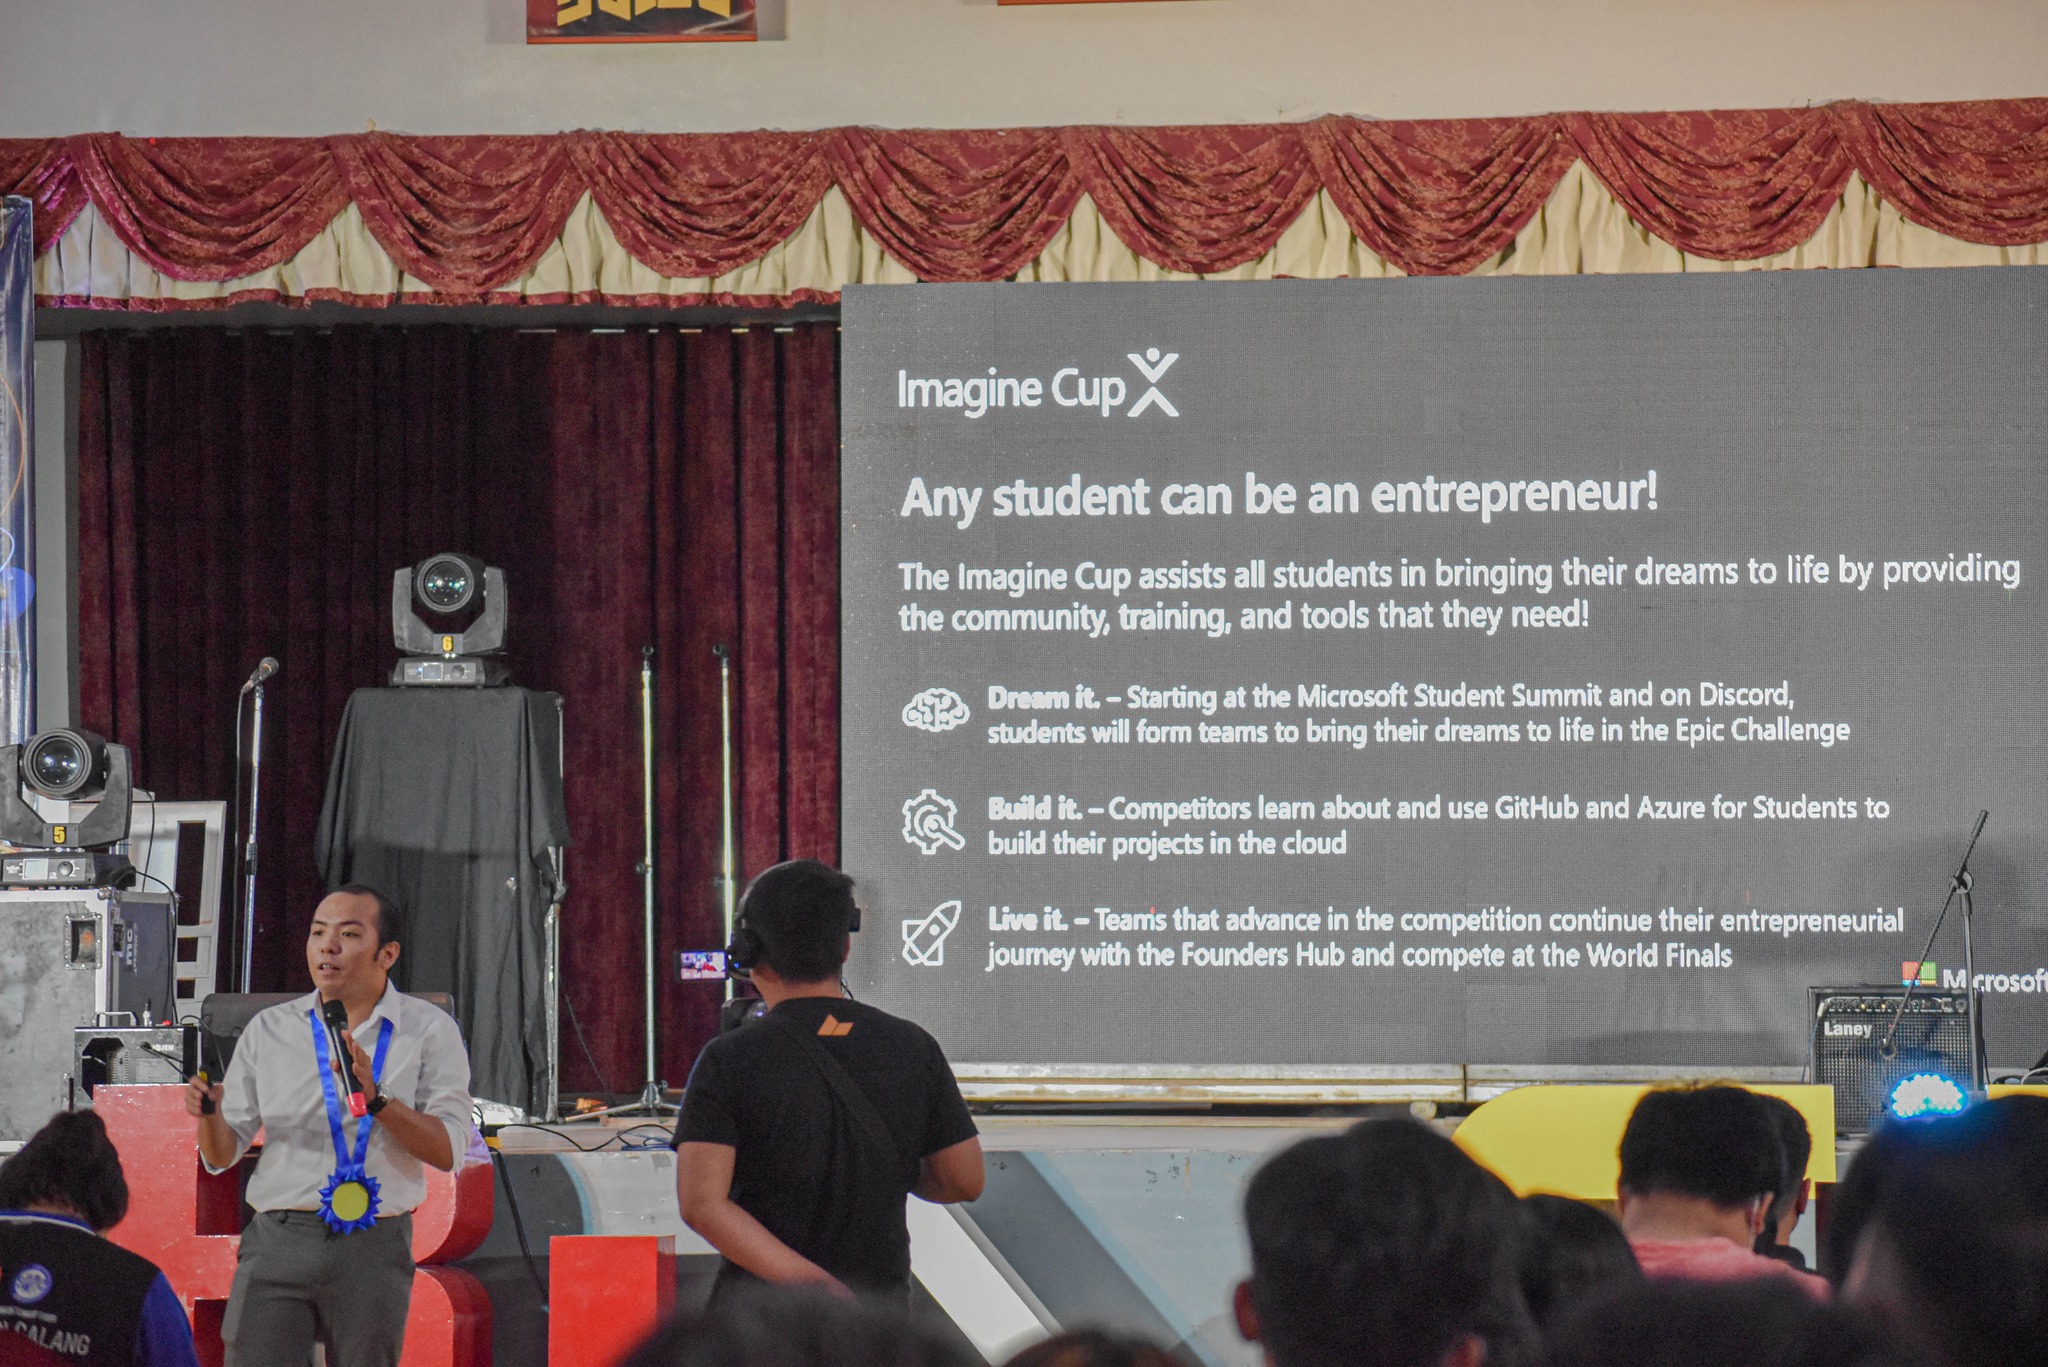 Imagine Cup
Any student can be an entrepreneur!
The Imagine Cup assists all students in bringing their dreams to life by providing
the community, training, and tools that they need!
Dream it. – Starting at the Microsoft Student Summit and on Discord,
students will form teams to bring their dreams to life in the Epic Challenge
Build it. – Competitors learn about and use GitHub and Azure for Students to
build their projects in the cloud
Live it. – Teams that advance in the competition continue their entrepreneurial
journey with the Founders Hub and compete at the World Finals
Microsoft
Laney
6
5